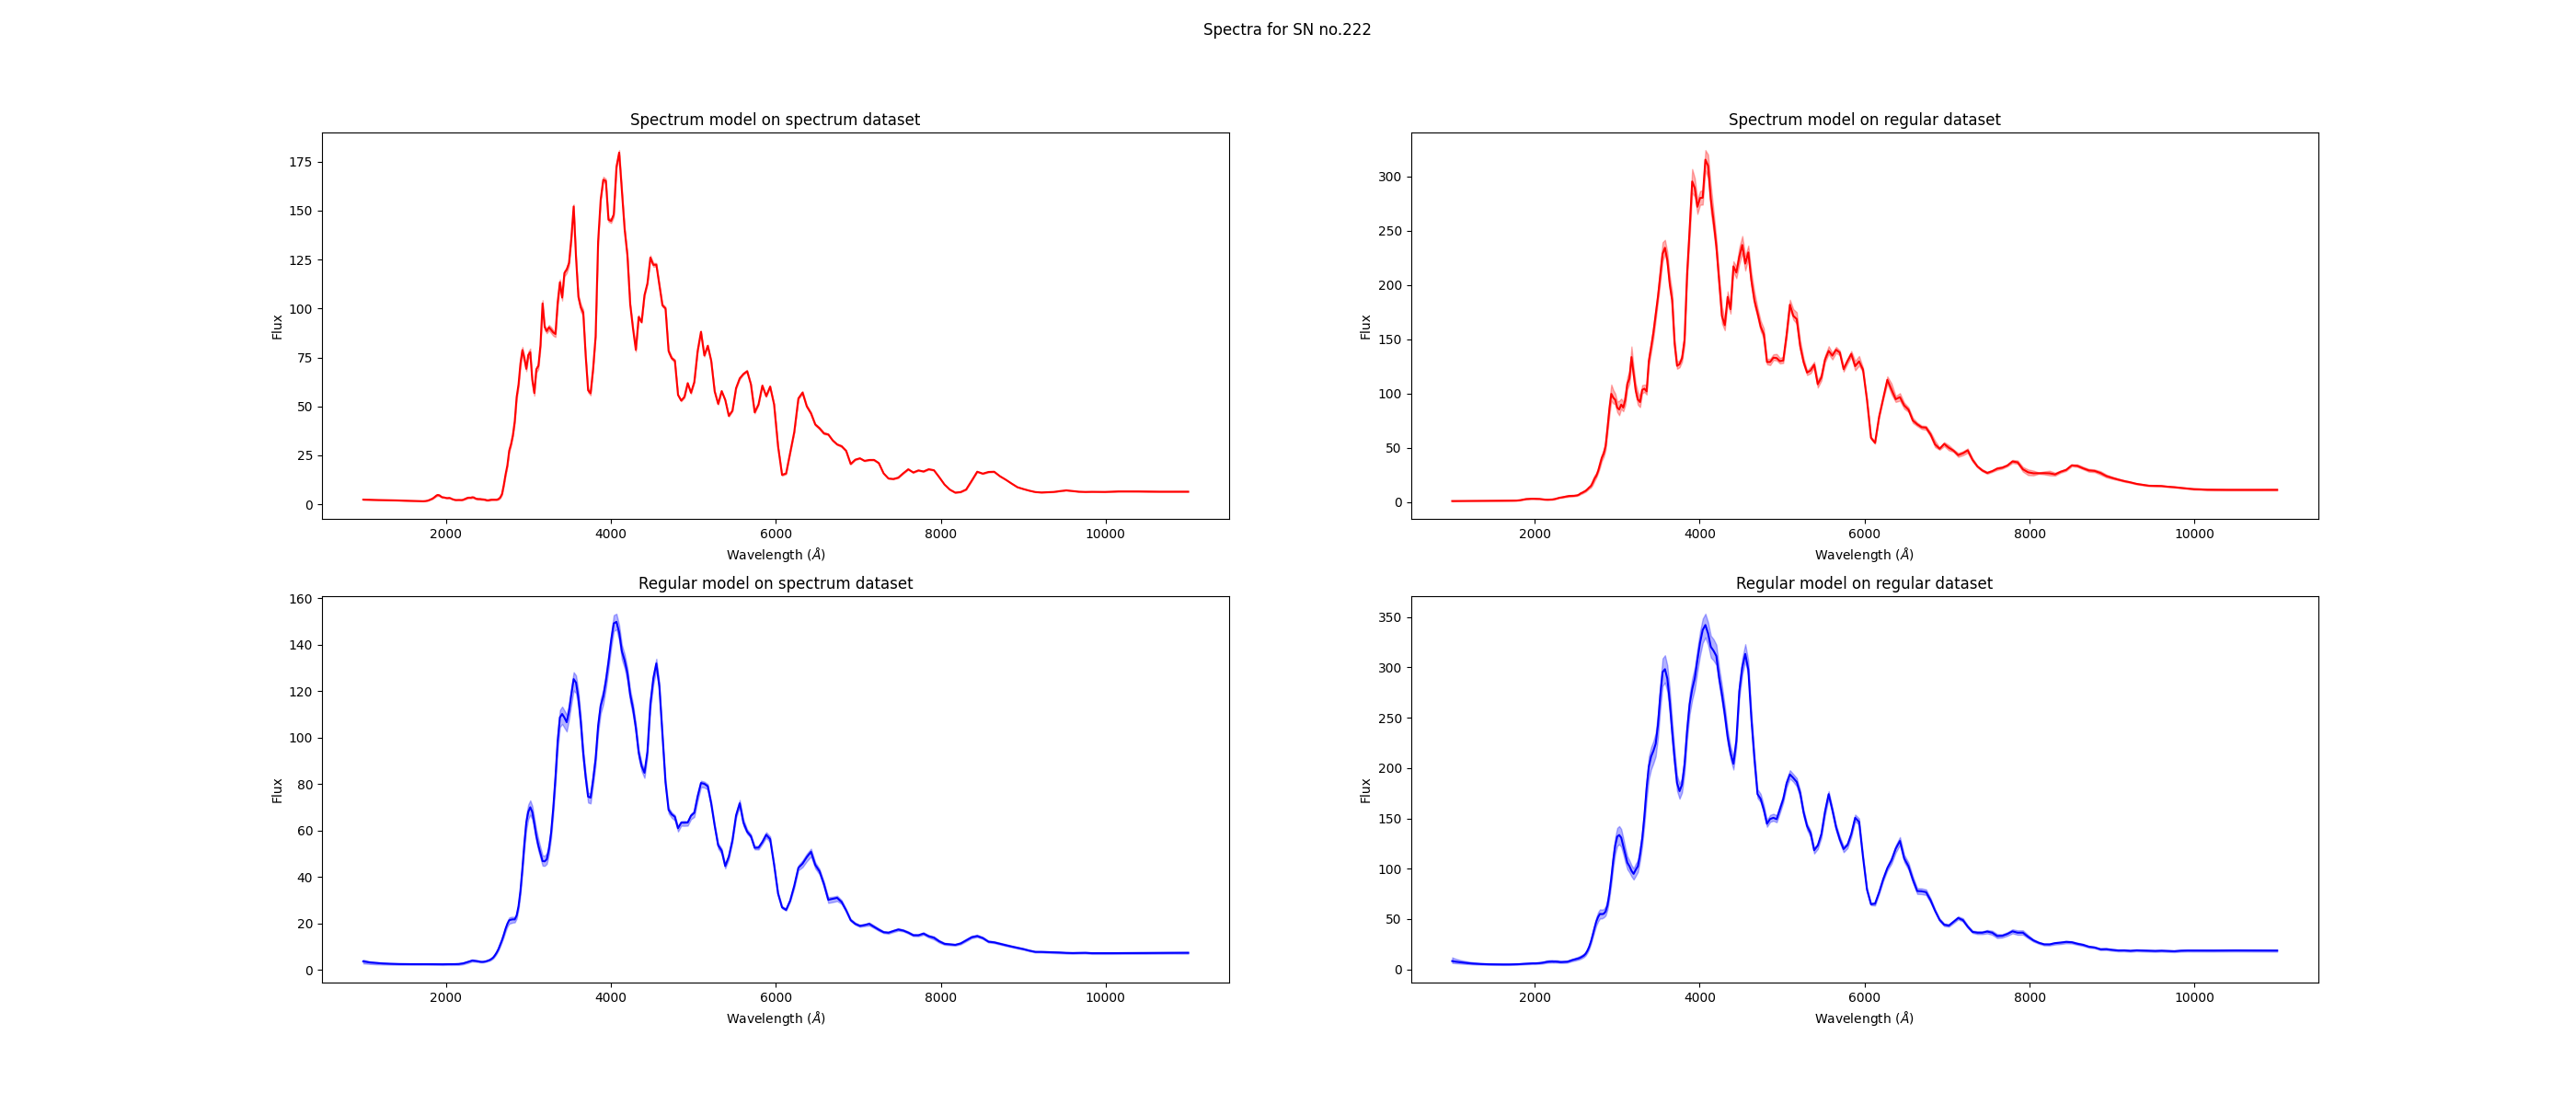 Spectra for SN no.222
Spectrum model on spectrum dataset
175
150
125
100
75
50
25
0
Flux
2000 4000 6000 8000 10000
Wavelength (Å)
Spectrum model on regular dataset
300
250
200
150
100
50
0
Flux
2000 4000 6000 8000 10000
Wavelength (Å)
Regular model on spectrum dataset
160
140
120
100
80
60
40
20
0
Flux
2000 4000 6000 8000 10000
Wavelength (Å)
Regular model on regular dataset
350
300
250
200
150
100
50
0
Flux
2000 4000 6000 8000 10000
Wavelength (Å)